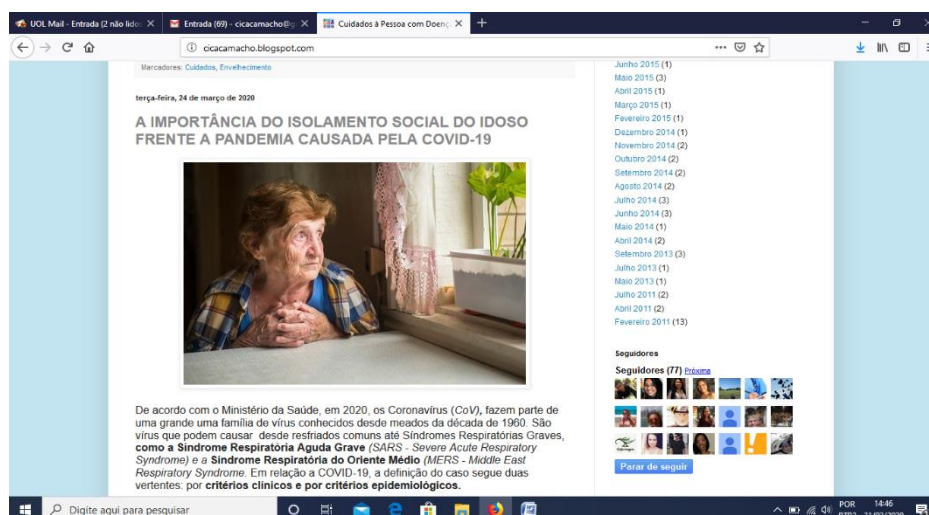 UOL Mail - Entrada (2 não lido
Entrada (69) - cicacamacho@g
Cuidados à Pessoa com Doenç
cicacamacho.blogspot.com
Marcadores: Cuidados, Envelhecimento
terça-feira, 24 de março de 2020
A IMPORTÂNCIA DO ISOLAMENTO SOCIAL DO IDOSO
FRENTE A PANDEMIA CAUSADA PELA COVID-19
De acordo com o Ministério da Saúde, em 2020, os Coronavírus (CoV), fazem parte de
uma grande uma família de vírus conhecidos desde meados da década de 1960. São
vírus que podem causar desde resfriados comuns até Síndromes Respiratórias Graves,
como a Síndrome Respiratória Aguda Grave (SARS - Severe Acute Respiratory
Syndrome) e a Síndrome Respiratória do Oriente Médio (MERS - Middle East
Respiratory Syndrome. Em relação a COVID-19, a definição do caso segue duas
vertentes: por critérios clínicos e por critérios epidemiológicos.
Junho 2015 (1)
Maio 2015 (3)
Abril 2015 (1)
Março 2015 (1)
Fevereiro 2015 (1)
Dezembro 2014 (1)
Novembro 2014 (2)
Outubro 2014 (2)
Setembro 2014 (2)
Agosto 2014 (2)
Julho 2014 (3)
Junho 2014 (3)
Maio 2014 (1)
Abril 2014 (2)
Setembro 2013 (3)
Julho 2013 (1)
Maio 2013 (1)
Julho 2011 (2)
Abril 2011 (2)
Fevereiro 2011 (13)
Seguidores
Seguidores (77) Próxima
Parar de seguir
Digite aqui para pesquisar
POR
14:46